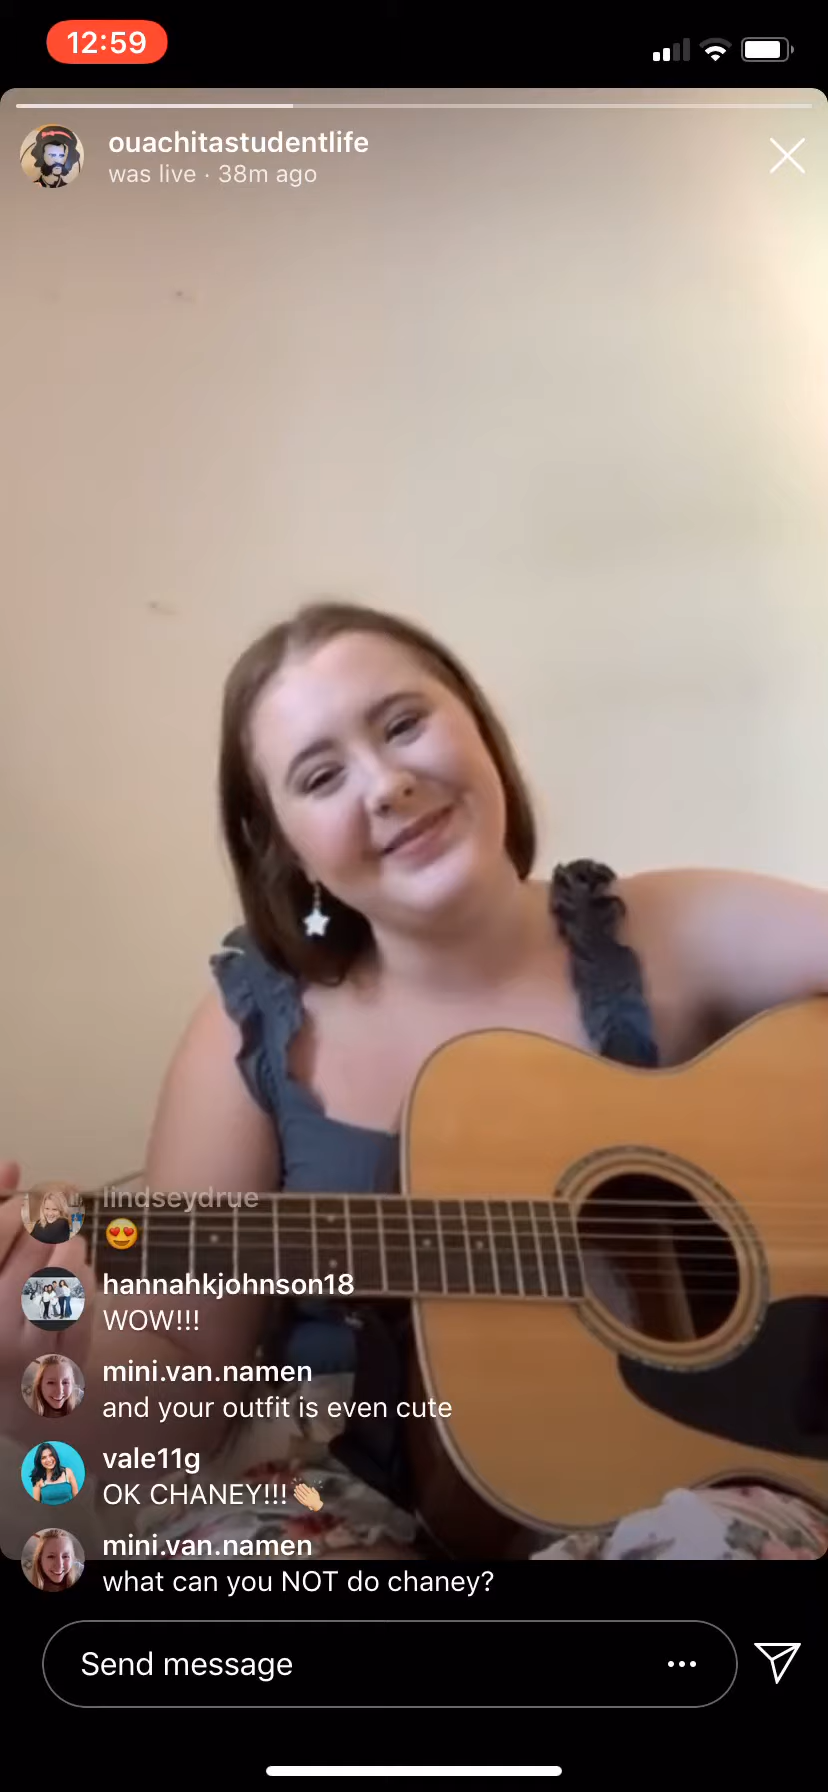 12:59
ouachitastudentlife
was live · 38m ago
lindseydrue
😍
hannahkjohnson18
WOW!!!
mini.van.namen
and your outfit is even cute
vale11g
OK CHANEY!!!👏🏼
mini.van.namen
what can you NOT do chaney?
Send message